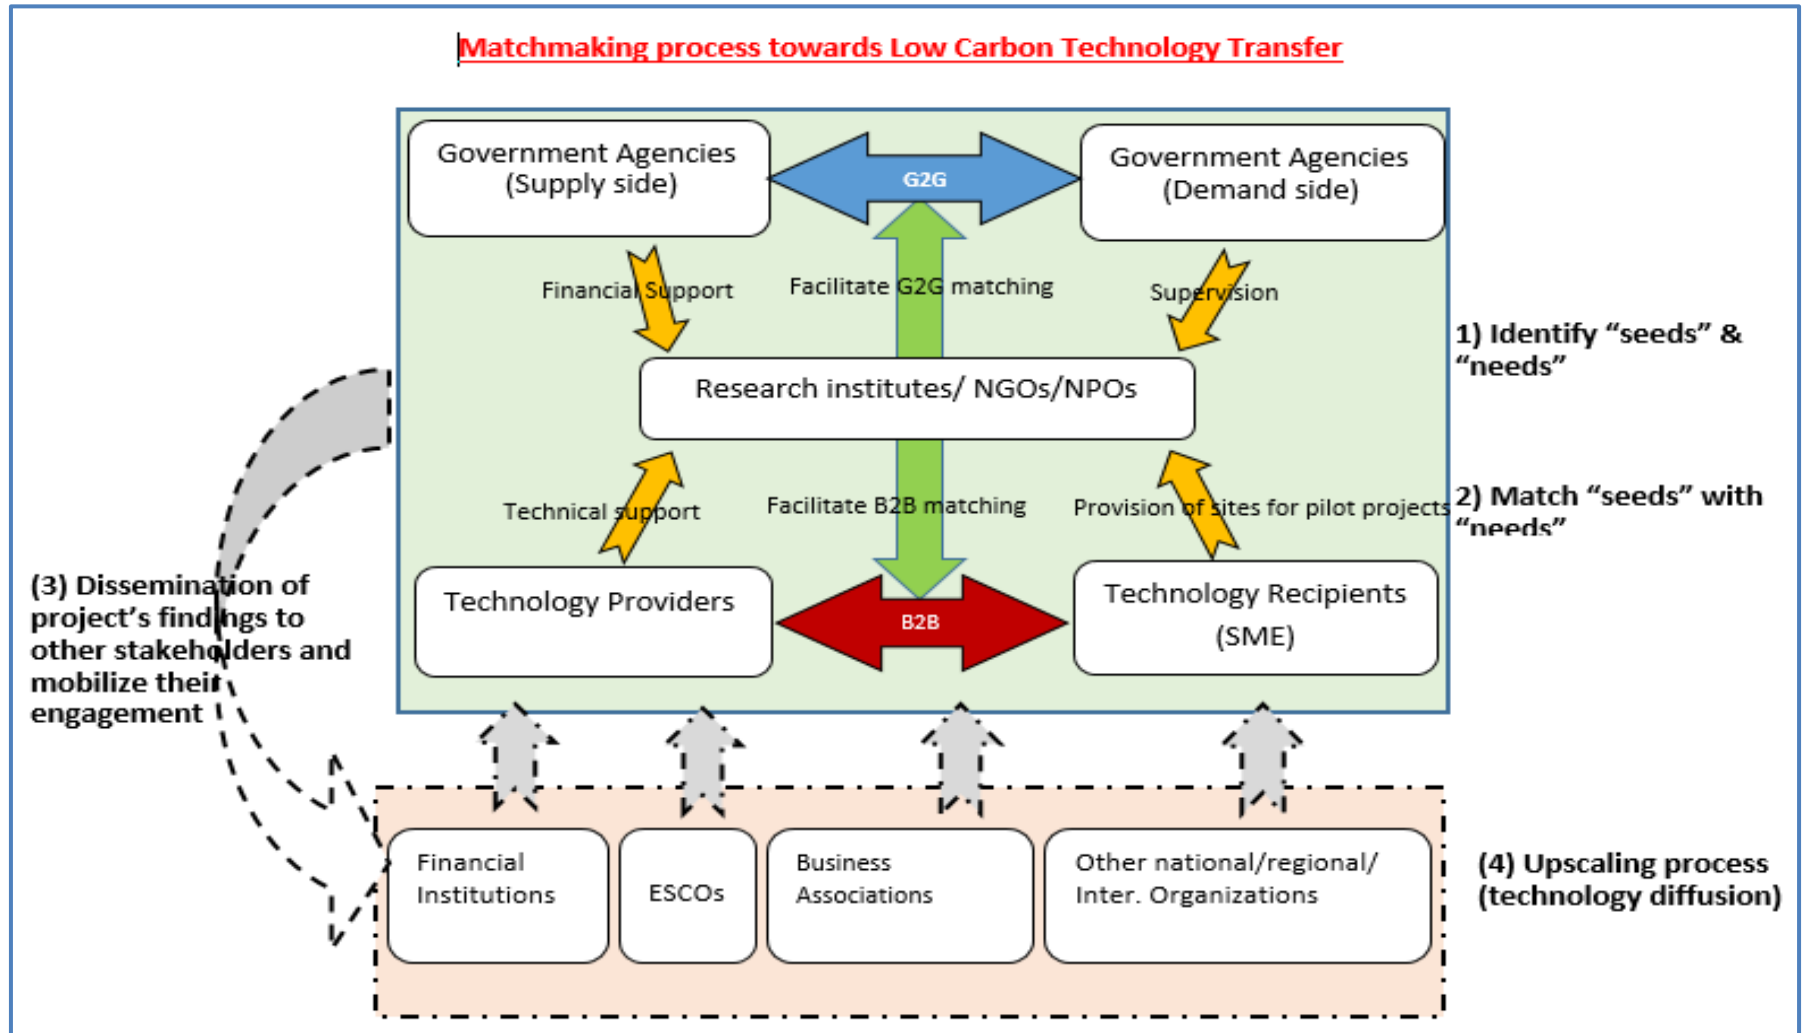 Matchmaking process towards Low Carbon Technology Transfer
Government Agencies
(Supply side)
G2G
Government Agencies
(Demand side)
Financial Support
Facilitate G2G matching
Supervision
1) Identify “seeds” &
“needs”
Research institutes/ NGOs/NPOs
Technical support
Facilitate B2B matching
Provision of sites for pilot projects
2) Match “seeds” with
“needs”
Technology Providers
B2B
Technology Recipients
(SME)
(3) Dissemination of
project’s findings to
other stakeholders and
mobilize their
engagement
Financial
Institutions
ESCOs
Business
Associations
Other national/regional/
Inter. Organizations
(4) Upscaling process
(technology diffusion)